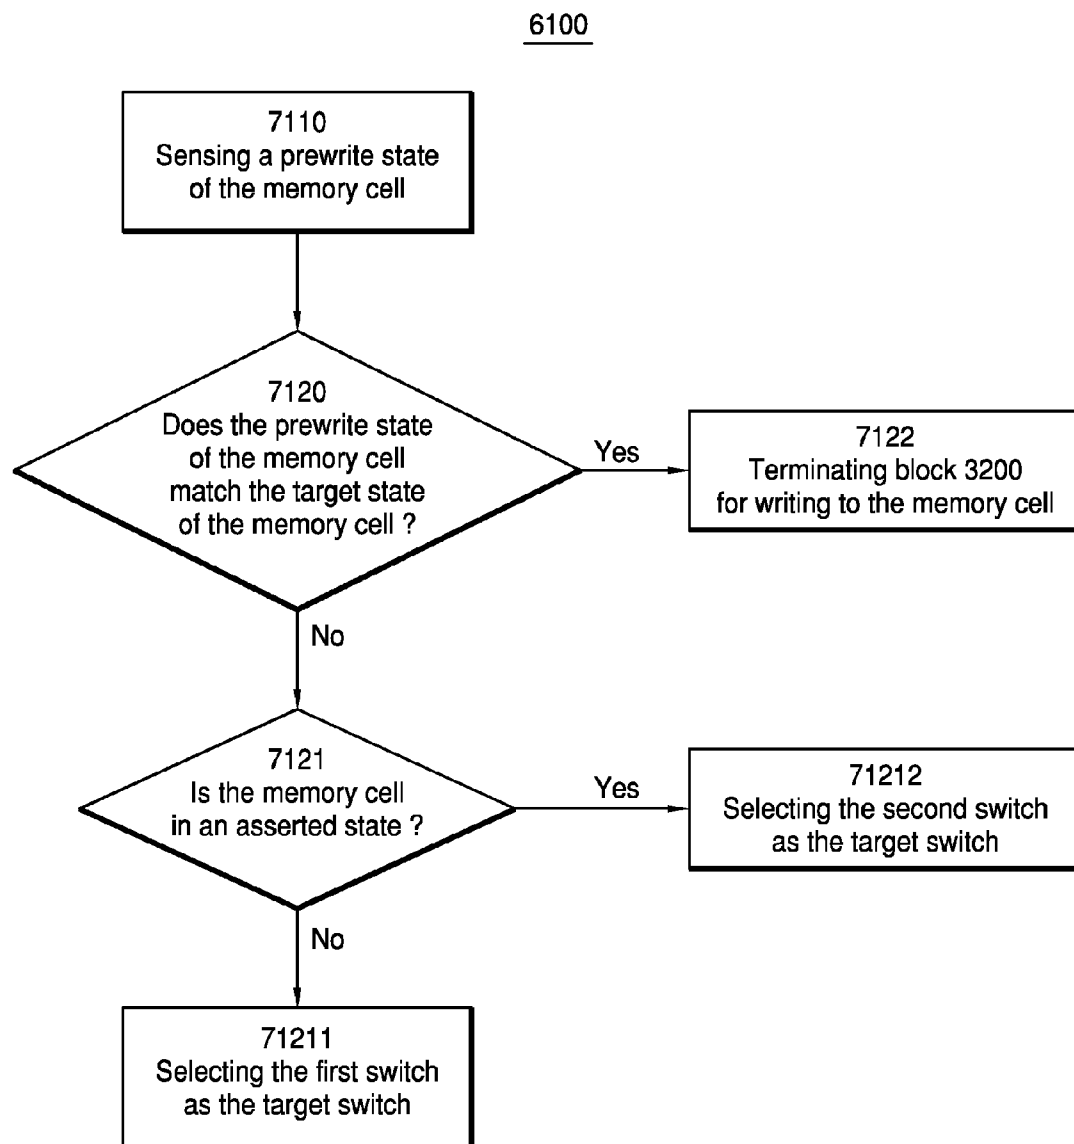 6100
7110
Sensing a prewrite state
of the memory cell
7120
Does the prewrite state
of the memory cell
match the target state
of the memory cell ?
Yes
7122
Terminating block 3200
for writing to the memory cell
No
7121
Is the memory cell
in an asserted state ?
Yes
71212
Selecting the second switch
as the target switch
No
71211
Selecting the first switch
as the target switch